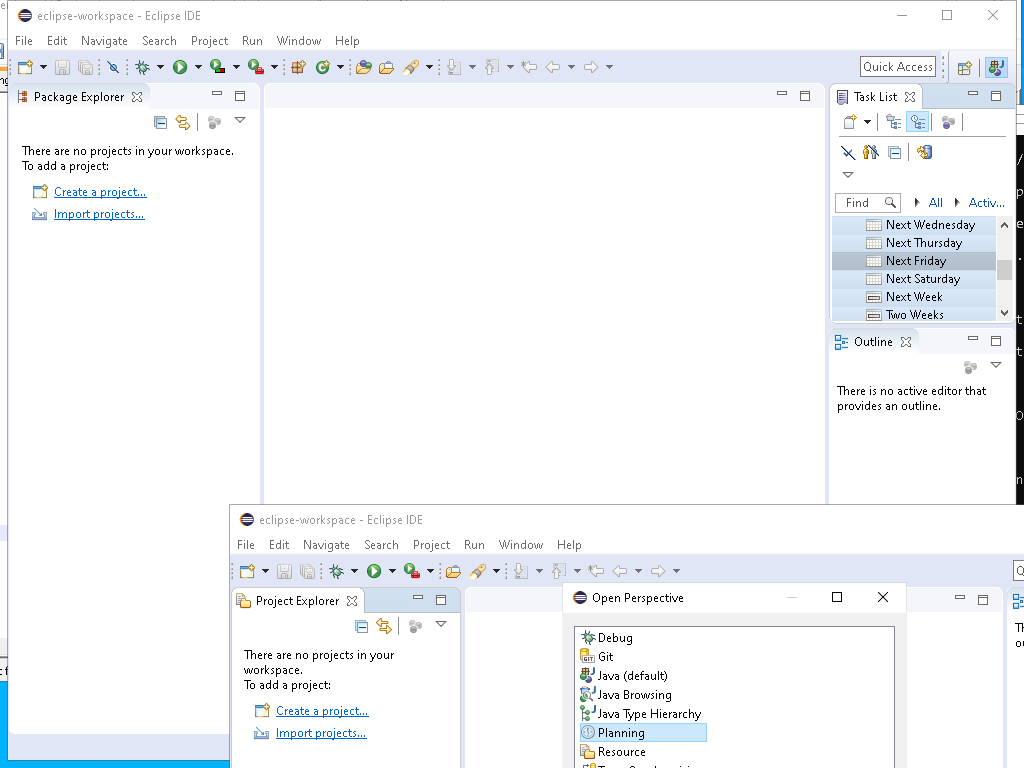 eclipse-workspace - Eclipse IDE
File Edit Navigate Search Project Run Window Help
Quick Access
Package Explorer
There are no projects in your workspace.
To add a project:
Create a project...
Import projects...
Task List
Find
All
Activ...
Next Wednesday
Next Thursday
Next Friday
Next Saturday
Next Week
Two Weeks
Outline
There is no active editor that
provides an outline.
eclipse-workspace - Eclipse IDE
File Edit Navigate Search Project Run Window Help
Project Explorer
There are no projects in your
workspace.
To add a project:
Create a project...
Import projects...
Open Perspective
Debug
Git
Java (default)
Java Browsing
Java Type Hierarchy
Planning
Resource